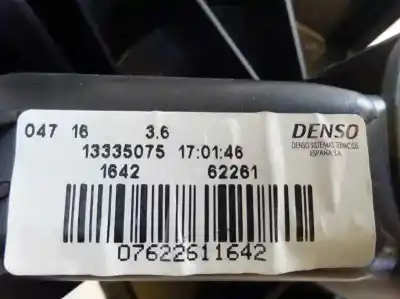 047 16 3.6 DENSO
DENSO SISTEMAS TERMICOS
ESPAÑA S.A.
13335075 17:01:46
1642 62261
07622611642